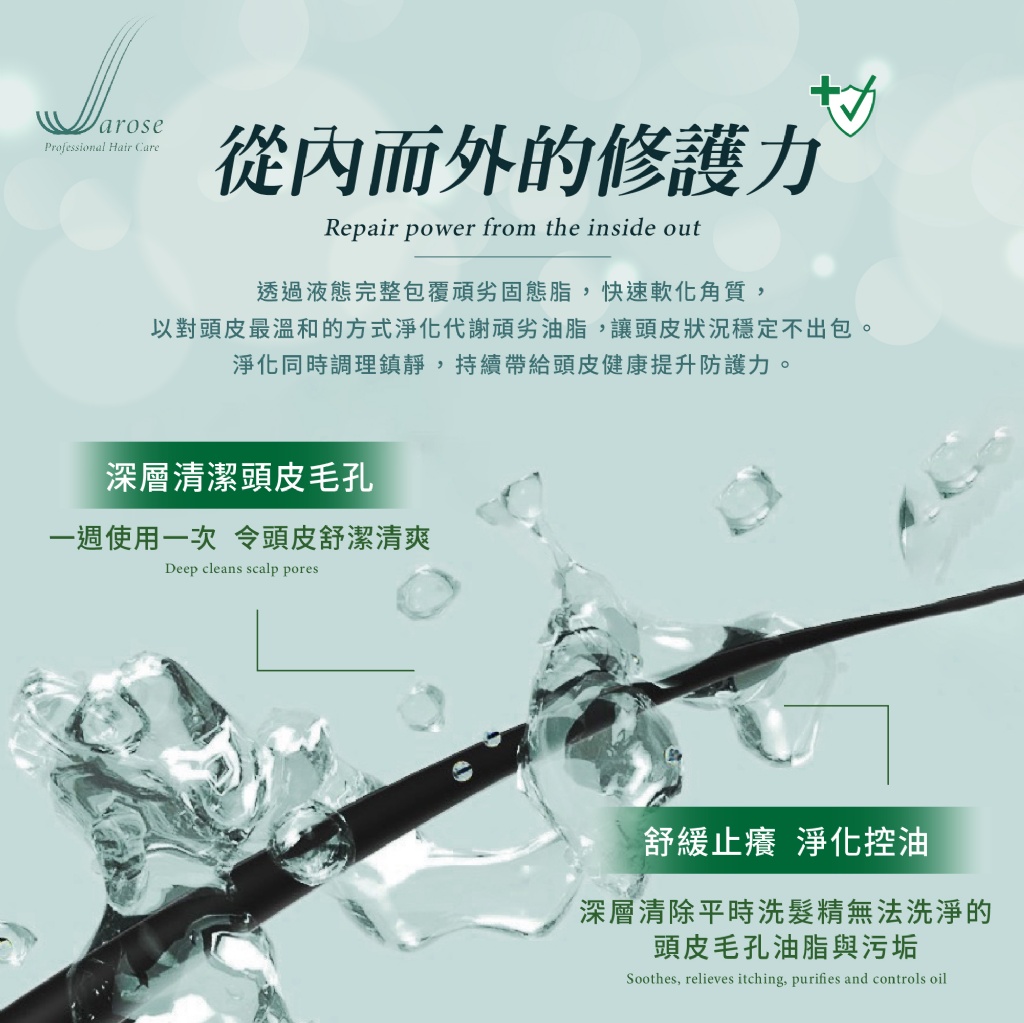 Jarose
Professional Hair Care
從內而外的修護力
Repair power from the inside out
透過液態完整包覆頑劣固態脂，快速軟化角質，
以對頭皮最溫和的方式淨化代謝頑劣油脂，讓頭皮狀況穩定不出包。
淨化同時調理鎮靜，持續帶給頭皮健康提升防護力。
深層清潔頭皮毛孔
一週使用一次 令頭皮舒潔清爽
Deep cleans scalp pores
舒緩止癢 淨化控油
深層清除平時洗髮精無法洗淨的
頭皮毛孔油脂與污垢
Soothes, relieves itching, purifies and controls oil